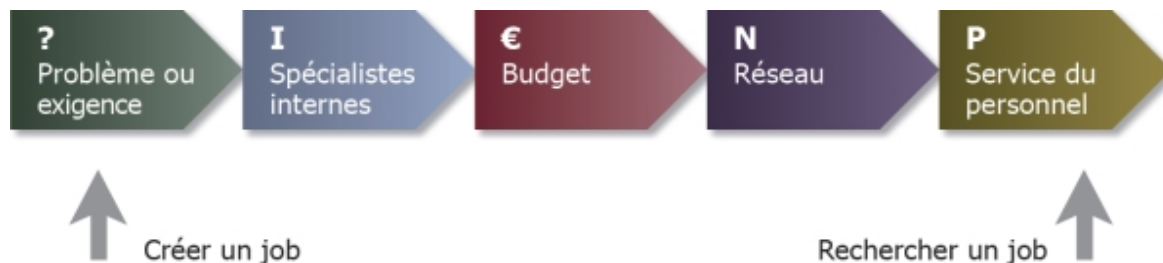 ?
Problème ou
exigence
I
Spécialistes
internes
€
Budget
N
Réseau
P
Service du
personnel
Créer un job
Rechercher un job